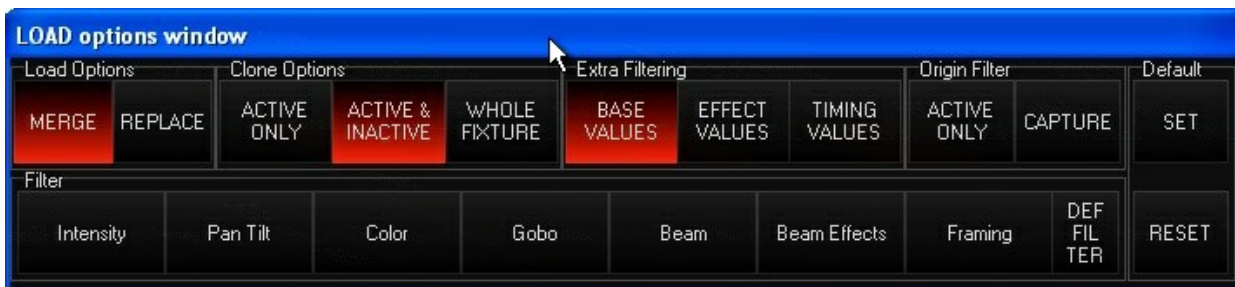 LOAD options window
Load Options
Clone Options
Extra Filtering
Origin Filter
Default
MERGE
REPLACE
ACTIVE
ONLY
ACTIVE &
INACTIVE
WHOLE
FIXTURE
BASE
VALUES
EFFECT
VALUES
TIMING
VALUES
ACTIVE
ONLY
CAPTURE
SET
Filter
Intensity
Pan Tilt
Color
Gobo
Beam
Beam Effects
Framing
DEF
FIL
TER
RESET